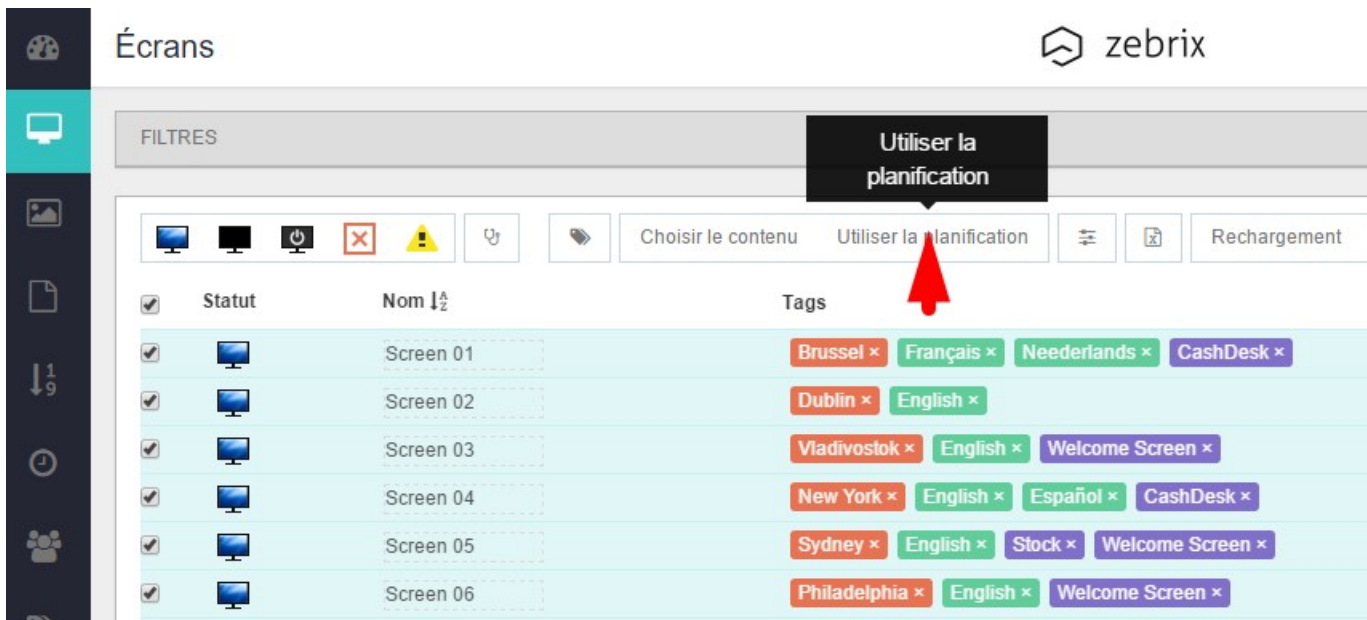 Écrans
zebrix
FILTRES
Utiliser la
planification
Choisir le contenu Utiliser la planification Rechargement
Statut Nom Tags
Screen 01 Brussel × Français × Neederlands × CashDesk ×
Screen 02 Dublin × English ×
Screen 03 Vladivostok × English × Welcome Screen ×
Screen 04 New York × English × Español × CashDesk ×
Screen 05 Sydney × English × Stock × Welcome Screen ×
Screen 06 Philadelphia × English × Welcome Screen ×